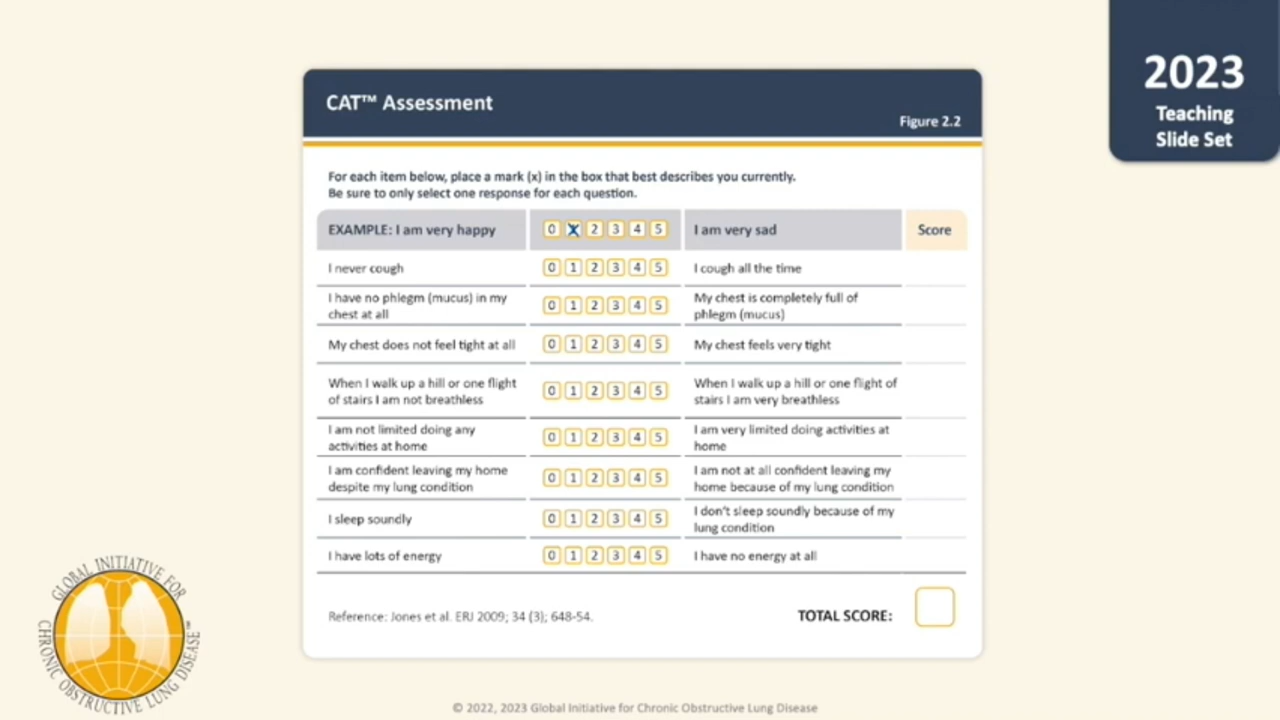 2023
Teaching
Slide Set
CAT™ Assessment
Figure 2.2
For each item below, place a mark (x) in the box that best describes you currently.
Be sure to only select one response for each question.
EXAMPLE: I am very happy 0 X 2 3 4 5 I am very sad Score
I never cough 0 1 2 3 4 5 I cough all the time
I have no phlegm (mucus) in my
chest at all
0 1 2 3 4 5
My chest is completely full of
phlegm (mucus)
My chest does not feel tight at all 0 1 2 3 4 5 My chest feels very tight
When I walk up a hill or one flight
of stairs I am not breathless
0 1 2 3 4 5
When I walk up a hill or one flight of
stairs I am very breathless
I am not limited doing any
activities at home
0 1 2 3 4 5
I am very limited doing activities at
home
I am confident leaving my home
despite my lung condition
0 1 2 3 4 5
I am not at all confident leaving my
home because of my lung condition
I sleep soundly 0 1 2 3 4 5
I don't sleep soundly because of my
lung condition
I have lots of energy 0 1 2 3 4 5 I have no energy at all
Reference: Jones et al. ERJ 2009; 34 (3); 648-54.
TOTAL SCORE:
GLOBAL INITIATIVE FOR
CHRONIC OBSTRUCTIVE LUNG DISEASE™
© 2022, 2023 Global Initiative for Chronic Obstructive Lung Disease